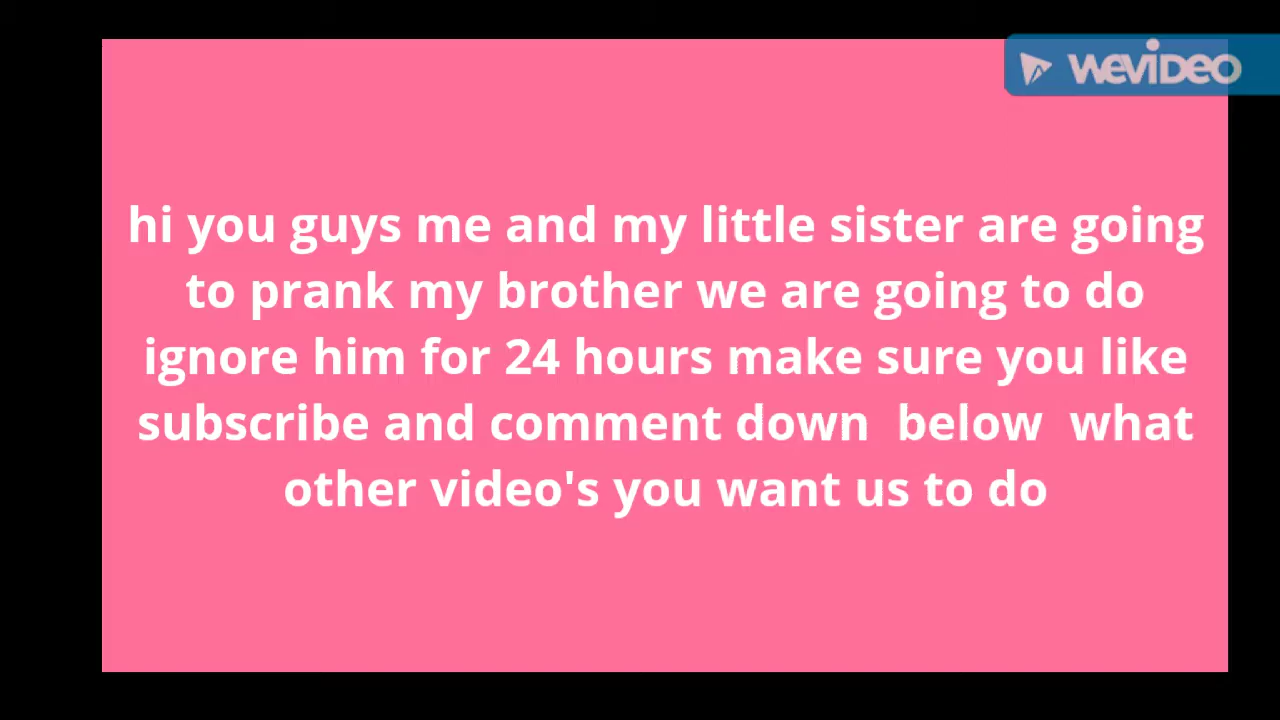 WEVIDEO
hi you guys me and my little sister are going
to prank my brother we are going to do
ignore him for 24 hours make sure you like
subscribe and comment down  below  what
other video's you want us to do